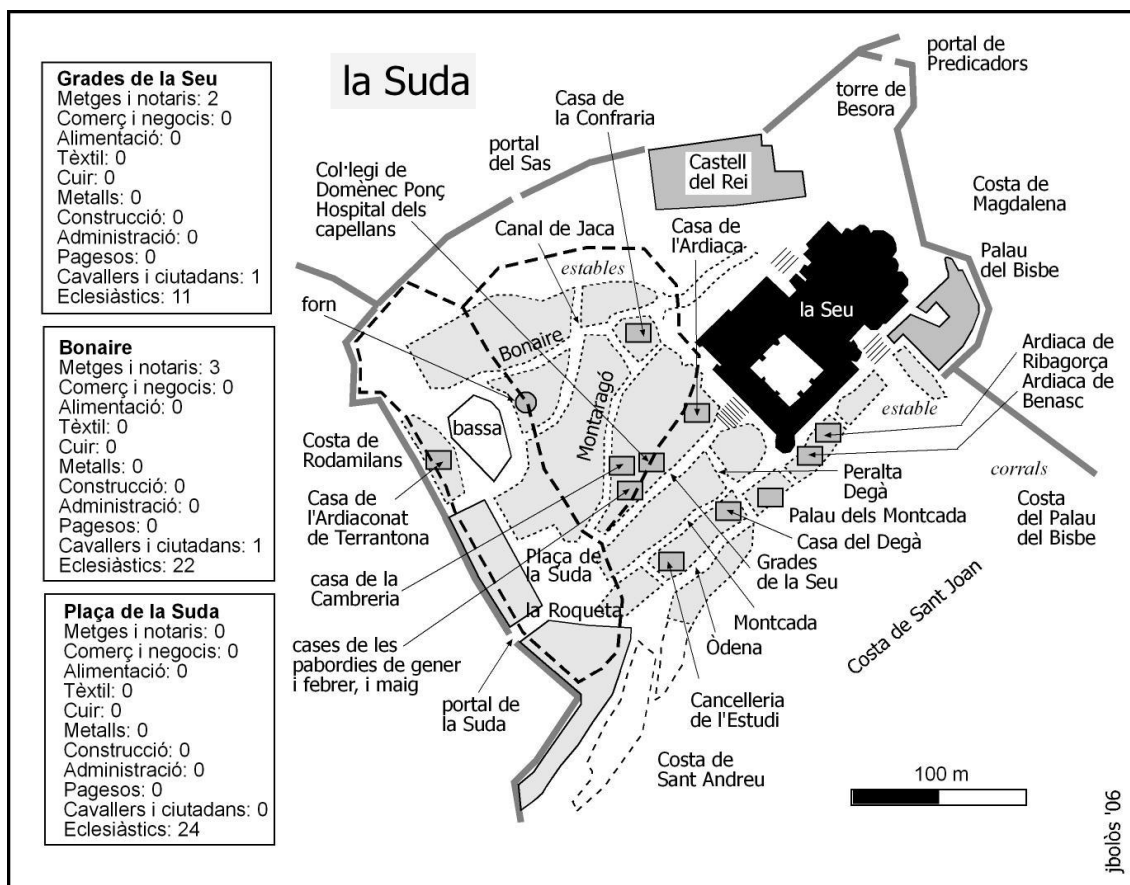 Grades de la Seu
Metges i notaris: 2
Comerç i negocis: 0
Alimentació: 0
Tèxtil: 0
Cuir: 0
Metalls: 0
Construcció: 0
Administració: 0
Pagesos: 0
Cavallers i ciutadans: 1
Eclesiàstics: 11
Bonaire
Metges i notaris: 3
Comerç i negocis: 0
Alimentació: 0
Tèxtil: 0
Cuir: 0
Metalls: 0
Construcció: 0
Administració: 0
Pagesos: 0
Cavallers i ciutadans: 1
Eclesiàstics: 22
Plaça de la Suda
Metges i notaris: 0
Comerç i negocis: 0
Alimentació: 0
Tèxtil: 0
Cuir: 0
Metalls: 0
Construcció: 0
Administració: 0
Pagesos: 0
Cavallers i ciutadans: 0
Eclesiàstics: 24
la Suda
portal de
Predicadors
torre de
Besora
Casa de
la Confraria
portal
del Sas
Castell
del Rei
Col·legi de
Domènec Ponç
Hospital dels
capellans
Costa de
Magdalena
Canal de Jaca
Casa de
l'Ardiaca
Palau
del Bisbe
estables
forn
la Seu
Bonaire
Ardiaca de
Ribagorça
Ardiaca de
Benasc
estable
Montaragó
bassa
Costa de
Rodamilans
corrals
Peralta
Degà
Casa de
l'Ardiaconat
de Terrantona
Palau dels Montcada
Costa
del Palau
del Bisbe
Casa del Degà
Plaça de
la Suda
Grades
de la Seu
casa de la
Cambreria
la Roqueta
Montcada
Òdena
Costa de Sant Joan
cases de les
pabordies de gener
i febrer, i maig
portal de
la Suda
Cancelleria
de l'Estudi
Costa de
Sant Andreu
100 m
jbolòs '06